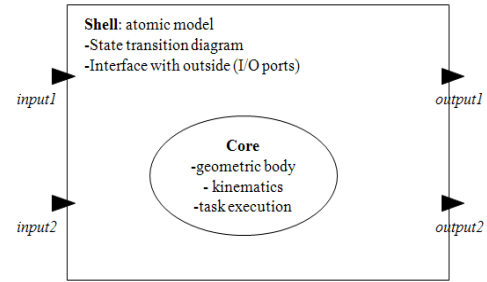 Shell: atomic model
-State transition diagram
-Interface with outside (I/O ports)
input1
output1
Core
-geometric body
- kinematics
-task execution
input2
output2